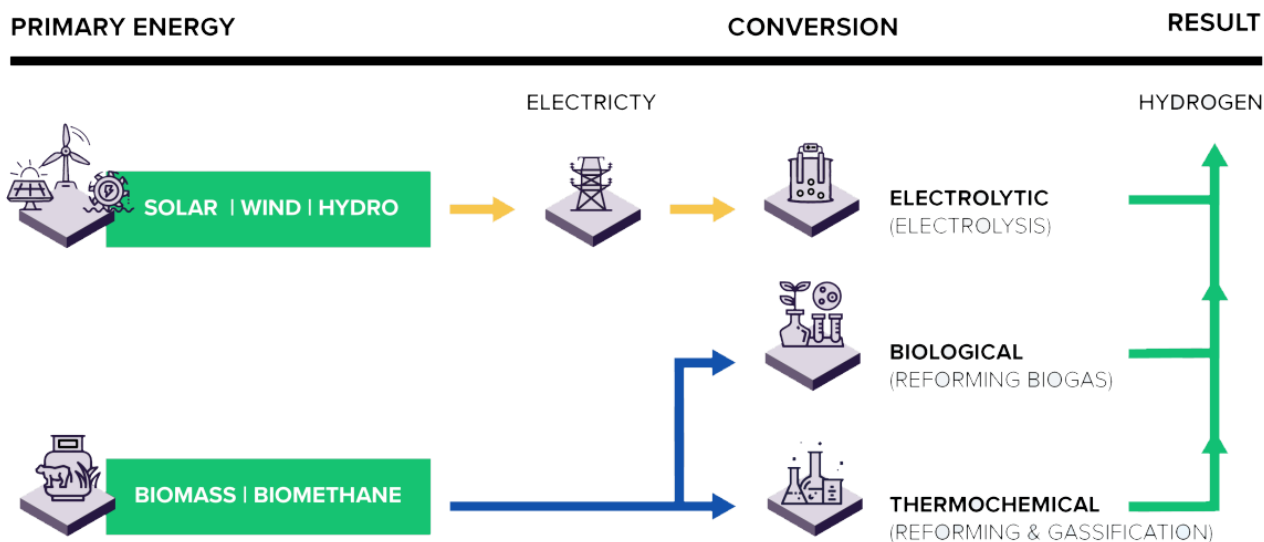 PRIMARY ENERGY
CONVERSION
RESULT
ELECTRICTY
HYDROGEN
SOLAR | WIND | HYDRO
ELECTROLYTIC
(ELECTROLYSIS)
BIOLOGICAL
(REFORMING BIOGAS)
BIOMASS | BIOMETHANE
THERMOCHEMICAL
(REFORMING & GASSIFICATION)